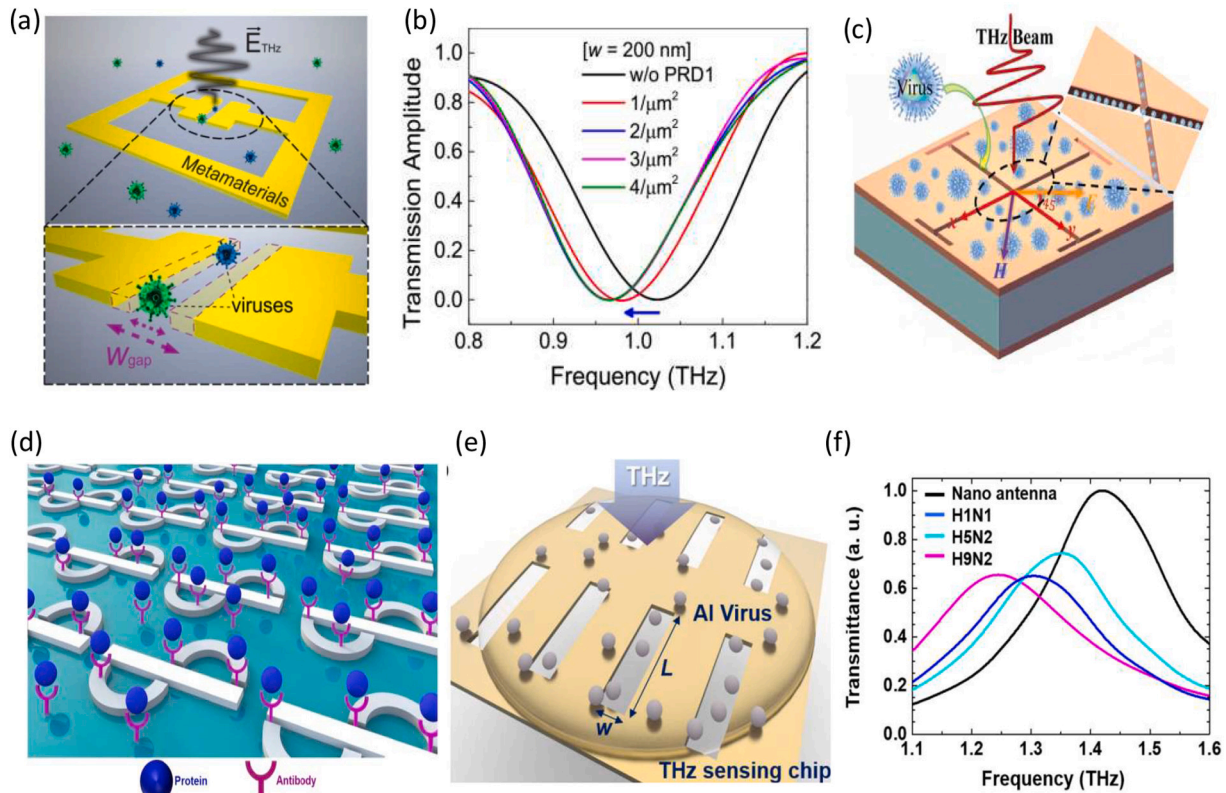 (a)
E⃗THz
Metamaterials
viruses
Wgap
(b)
[w = 200 nm]
w/o PRD1
1/μm²
2/μm²
3/μm²
4/μm²
1.0
0.8
0.6
0.4
0.2
0.0
0.8
0.9
1.0
1.1
1.2
Transmission Amplitude
Frequency (THz)
(c)
THz Beam
Virus
45
E
x
y
H
(d)
Protein
Antibody
(e)
THz
AI Virus
L
w
THz sensing chip
(f)
Nano antenna
H1N1
H5N2
H9N2
1.0
0.8
0.6
0.4
0.2
0.0
1.1
1.2
1.3
1.4
1.5
1.6
Transmittance (a. u.)
Frequency (THz)